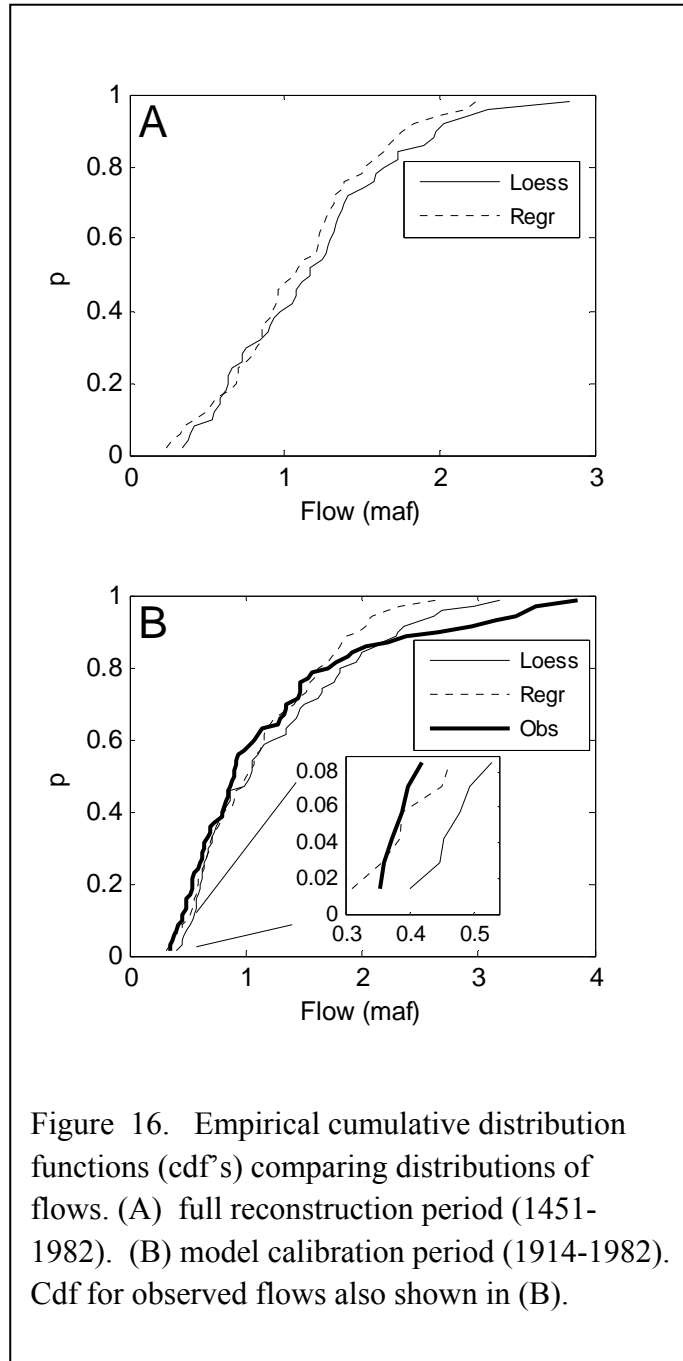 A
1
0.8
0.6
0.4
0.2
0
p
Loess
Regr
0
1
2
3
Flow (maf)
B
1
0.8
0.6
0.4
0.2
0
p
Loess
Regr
Obs
0.08
0.06
0.04
0.02
0
0.3
0.4
0.5
0
1
2
3
4
Flow (maf)
Figure 16. Empirical cumulative distribution
functions (cdf’s) comparing distributions of
flows. (A) full reconstruction period (1451-
1982). (B) model calibration period (1914-1982).
Cdf for observed flows also shown in (B).